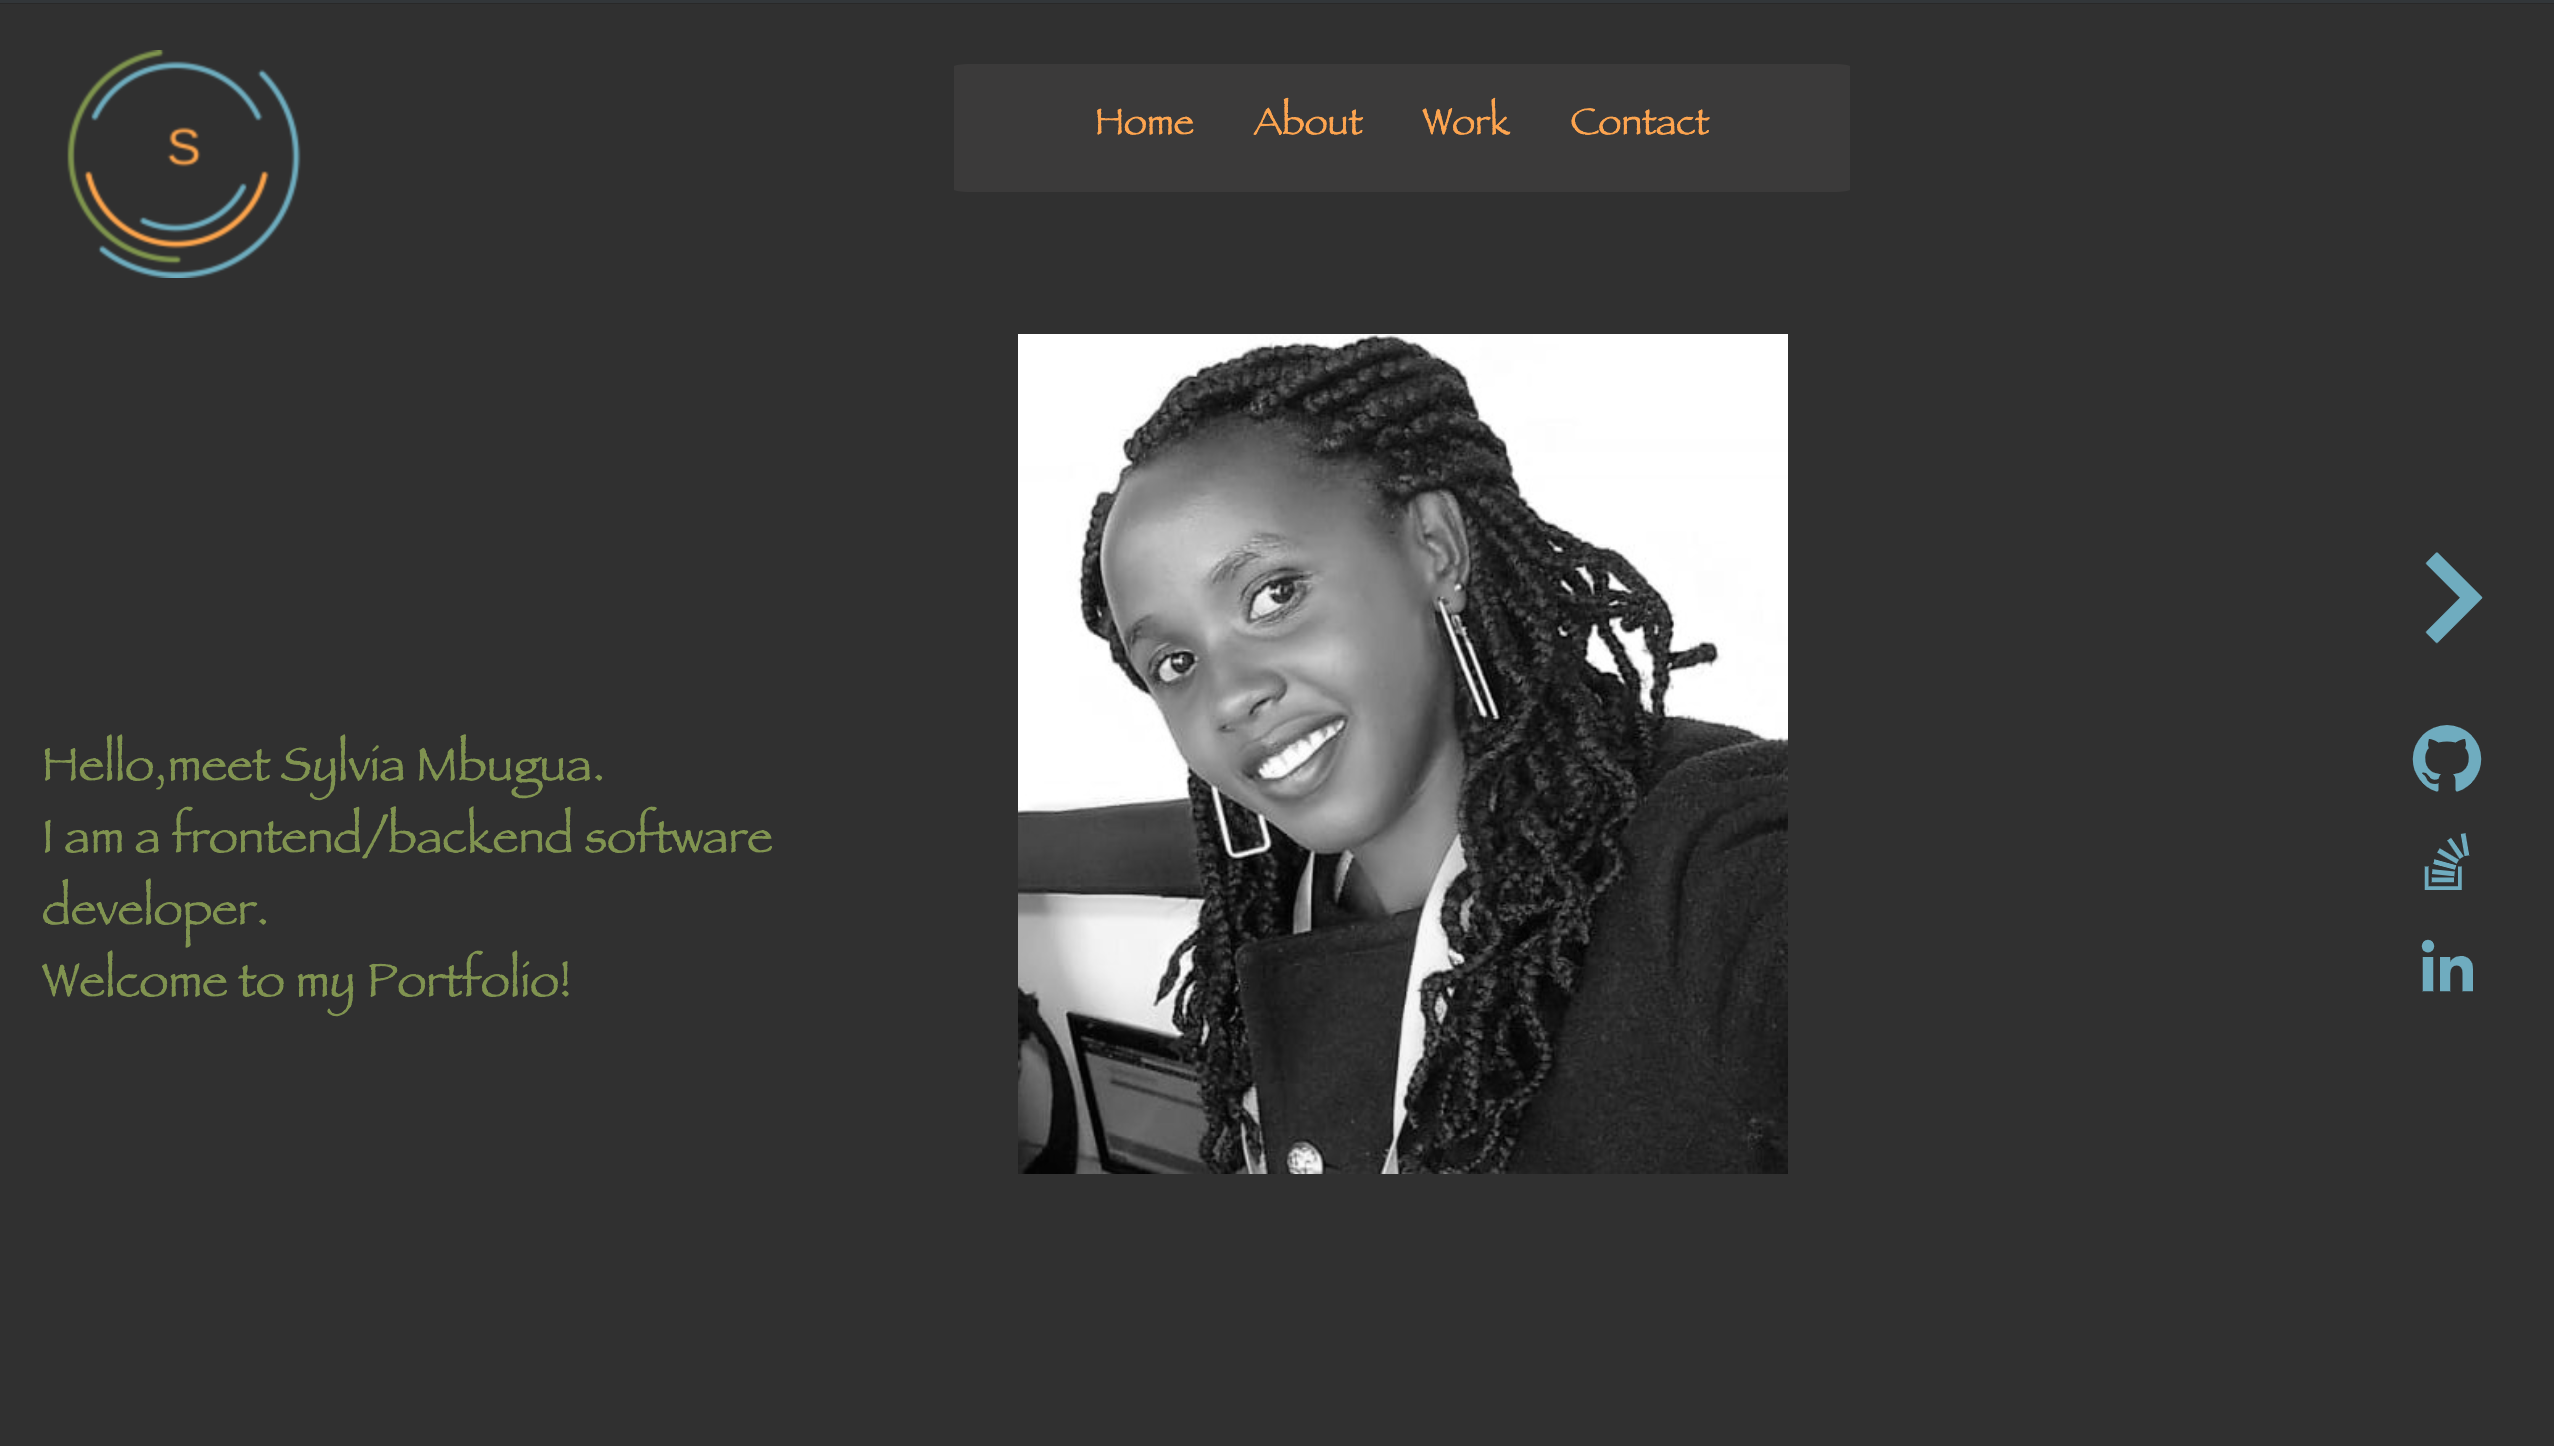 S
Home About Work Contact
Hello,meet Sylvia Mbugua.
I am a frontend/backend software
developer.
Welcome to my Portfolio!
in